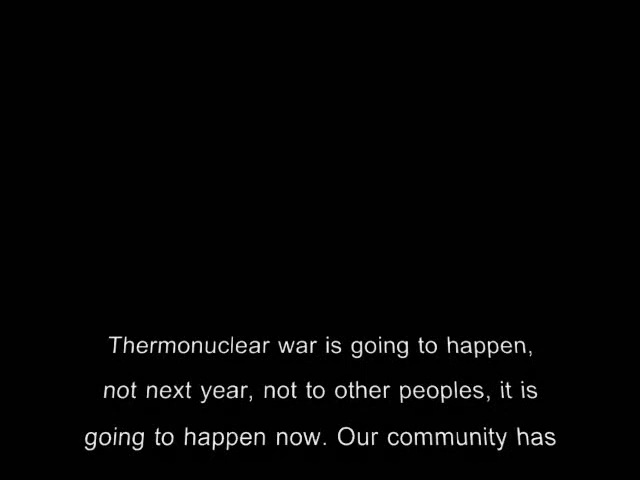 Thermonuclear war is going to happen,
not next year, not to other peoples, it is
going to happen now. Our community has